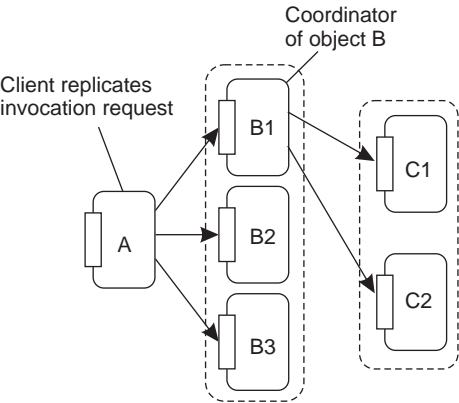 Coordinator
of object B
Client replicates
invocation request
B1
C1
A
B2
C2
B3